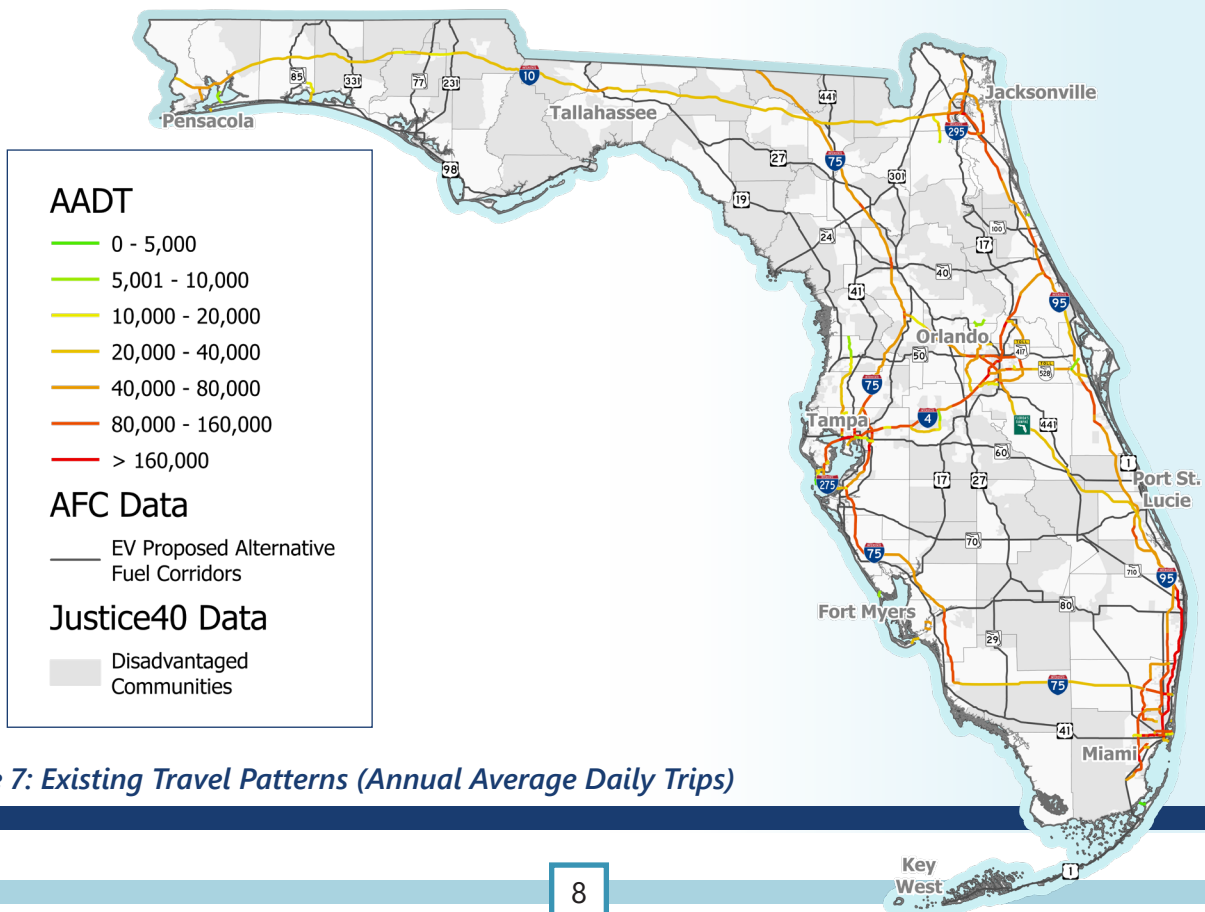 10
85
331
77
231
441
Jacksonville
Pensacola
Tallahassee
295
27
75
98
301
19
24
100
17
40
41
95
Orlando
50
417
528
75
Tampa
4
441
60
1
275
17
27
Port St.
Lucie
75
70
710
95
Fort Myers
80
29
75
41
Miami
Key
West
1
AADT
0 - 5,000
5,001 - 10,000
10,000 - 20,000
20,000 - 40,000
40,000 - 80,000
80,000 - 160,000
> 160,000
AFC Data
EV Proposed Alternative
Fuel Corridors
Justice40 Data
Disadvantaged
Communities
7: Existing Travel Patterns (Annual Average Daily Trips)
8